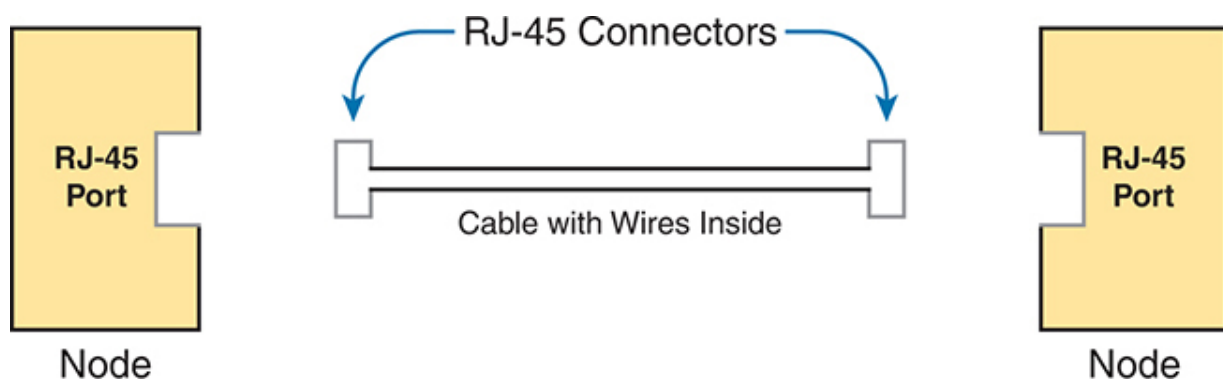 RJ-45 Connectors
RJ-45
Port
RJ-45
Port
Cable with Wires Inside
Node
Node